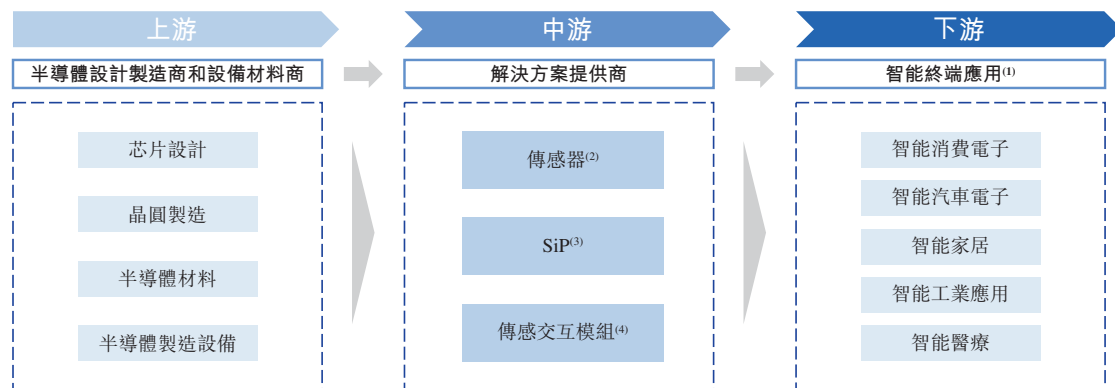 上游
中游
下游
半導體設計製造商和設備材料商
解決方案提供商
智能終端應用(1)
芯片設計
晶圓製造
半導體材料
半導體製造設備
傳感器(2)
SiP(3)
傳感交互模組(4)
智能消費電子
智能汽車電子
智能家居
智能工業應用
智能醫療